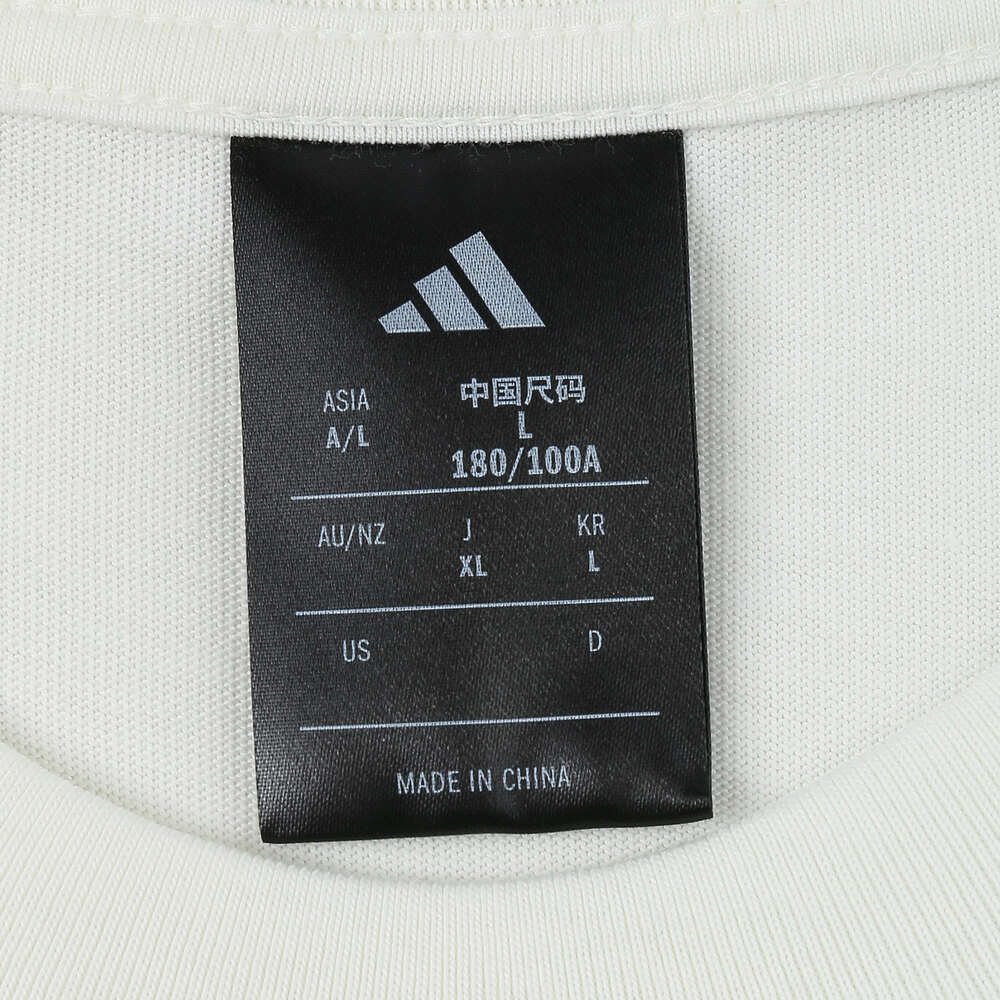 ASIA 中国尺码
A/L L
180/100A
AU/NZ J KR
XL L
US D
MADE IN CHINA